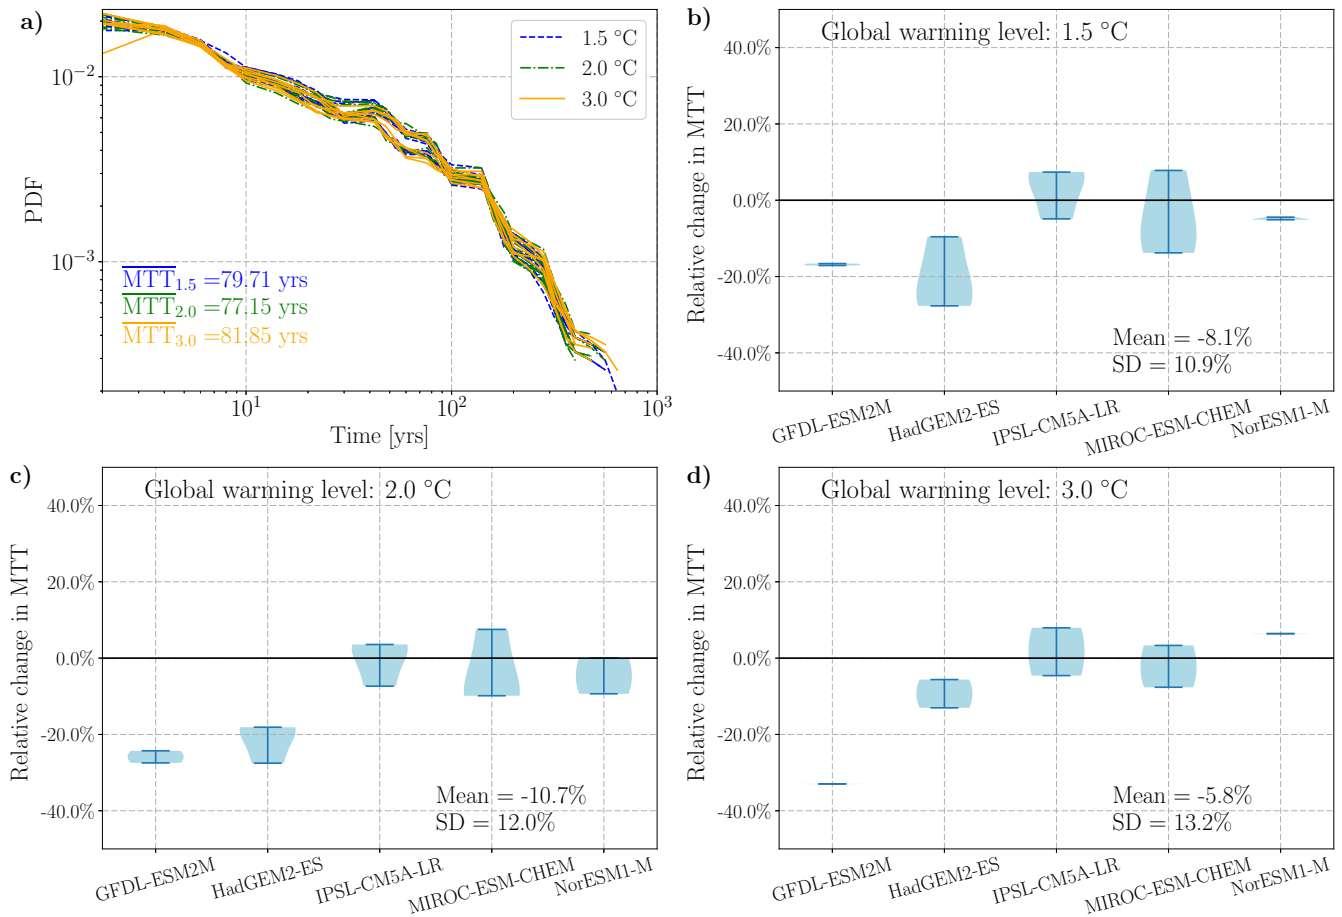 a)
1.5 °C
2.0 °C
3.0 °C
10⁻²
10⁻³
PDF
MTT1.5 =79.71 yrs
MTT2.0 =77.15 yrs
MTT3.0 =81.85 yrs
10¹
10²
10³
Time [yrs]
b)
Global warming level: 1.5 °C
40.0%
20.0%
0.0%
-20.0%
-40.0%
Relative change in MTT
Mean = -8.1%
SD = 10.9%
GFDL-ESM2M
HadGEM2-ES
IPSL-CM5A-LR
MIROC-ESM-CHEM
NorESM1-M
c)
Global warming level: 2.0 °C
40.0%
20.0%
0.0%
-20.0%
-40.0%
Relative change in MTT
Mean = -10.7%
SD = 12.0%
GFDL-ESM2M
HadGEM2-ES
IPSL-CM5A-LR
MIROC-ESM-CHEM
NorESM1-M
d)
Global warming level: 3.0 °C
40.0%
20.0%
0.0%
-20.0%
-40.0%
Relative change in MTT
Mean = -5.8%
SD = 13.2%
GFDL-ESM2M
HadGEM2-ES
IPSL-CM5A-LR
MIROC-ESM-CHEM
NorESM1-M